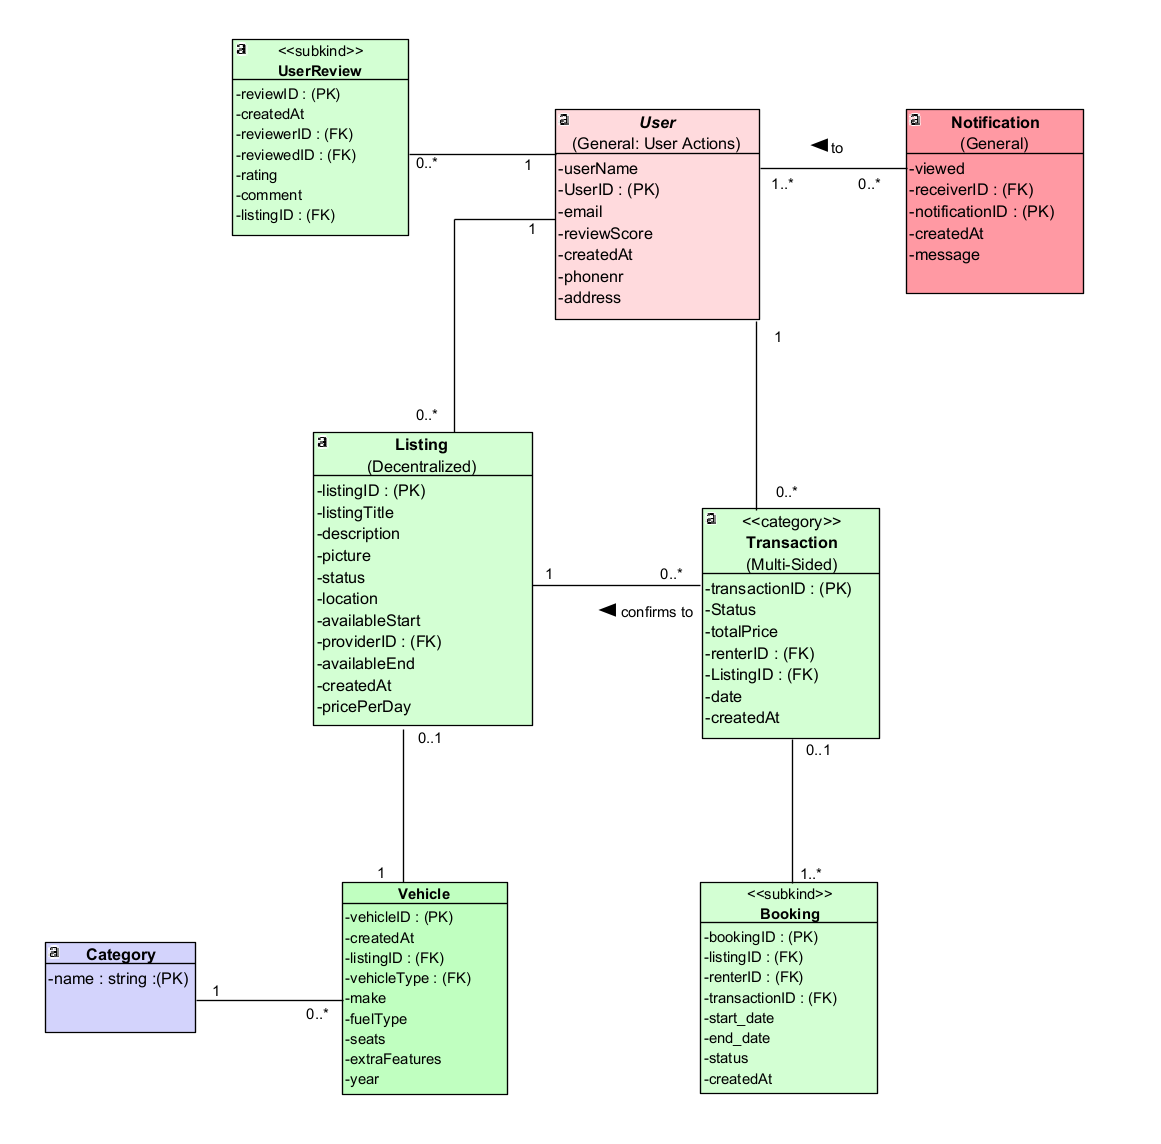 a
<<subkind>>
UserReview
-reviewID : (PK)
-createdAt
-reviewerID : (FK)
-reviewedID : (FK)
-rating
-comment
-listingID : (FK)
a
User
(General: User Actions)
-userName
-UserID : (PK)
-email
-reviewScore
-createdAt
-phonenr
-address
a
Notification
(General)
-viewed
-receiverID : (FK)
-notificationID : (PK)
-createdAt
-message
0..*
1
to
1..*
0..*
1
0..*
1
0..*
a
Listing
(Decentralized)
-listingID : (PK)
-listingTitle
-description
-picture
-status
-location
-availableStart
-providerID : (FK)
-availableEnd
-createdAt
-pricePerDay
1
0..*
confirms to
a
<<category>>
Transaction
(Multi-Sided)
-transactionID : (PK)
-Status
-totalPrice
-renterID : (FK)
-ListingID : (FK)
-date
-createdAt
0..1
1
0..1
1..*
a
Category
-name : string :(PK)
1
0..*
Vehicle
-vehicleID : (PK)
-createdAt
-listingID : (FK)
-vehicleType : (FK)
-make
-fuelType
-seats
-extraFeatures
-year
<<subkind>>
Booking
-bookingID : (PK)
-listingID : (FK)
-renterID : (FK)
-transactionID : (FK)
-start_date
-end_date
-status
-createdAt